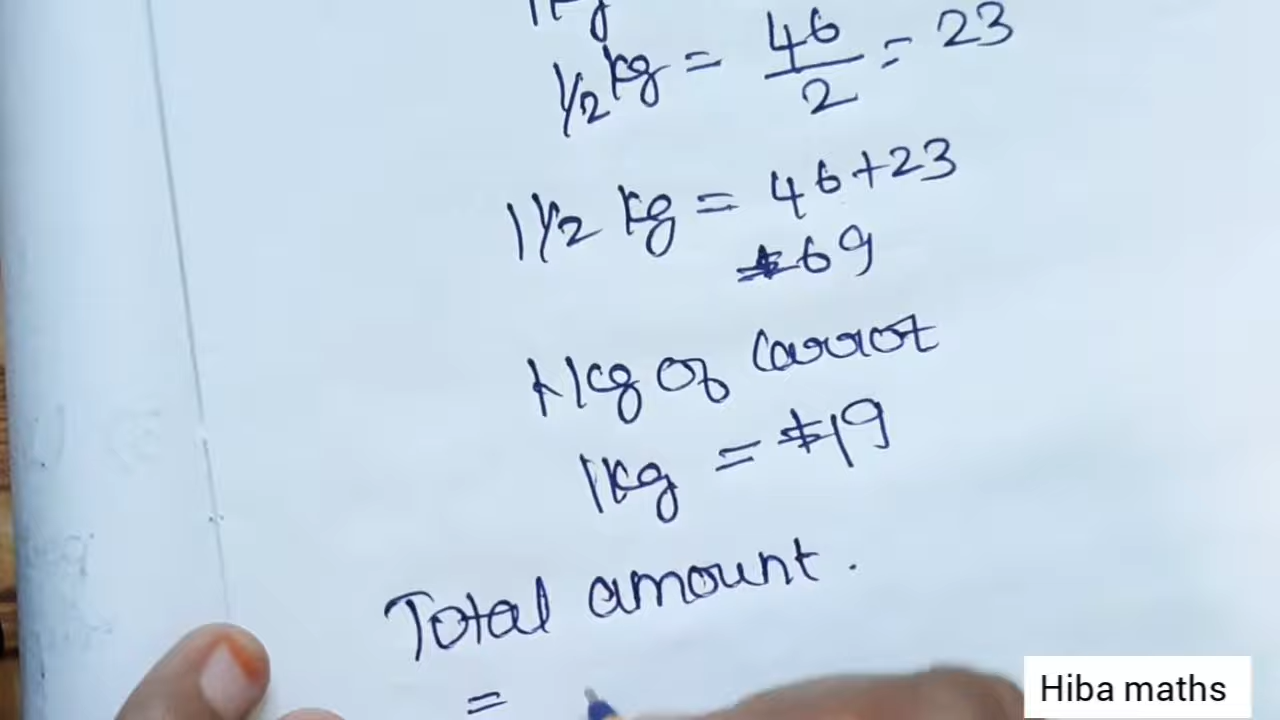 1kg
1/2 kg = 46/2 = 23
1 1/2 kg = 46+23
69
1kg of carrot
1kg = $19
Total amount.
=
Hiba maths